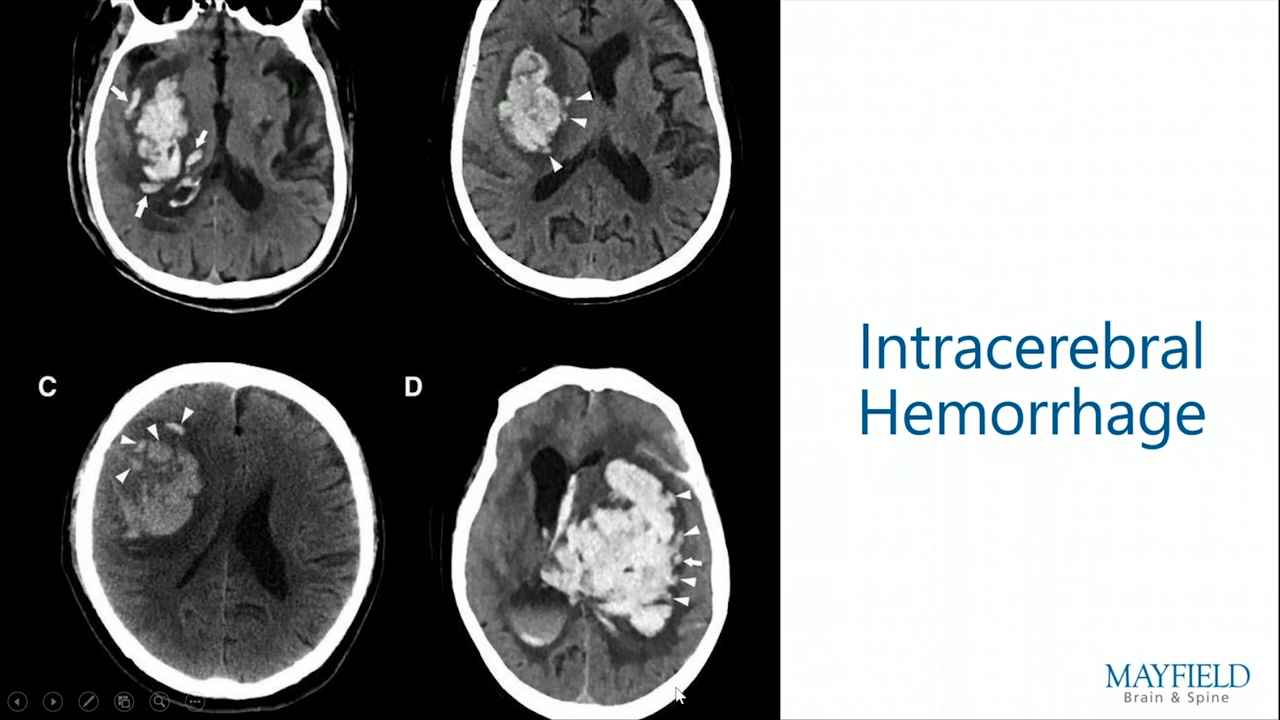 C
D
Intracerebral
Hemorrhage
MAYFIELD
Brain & Spine